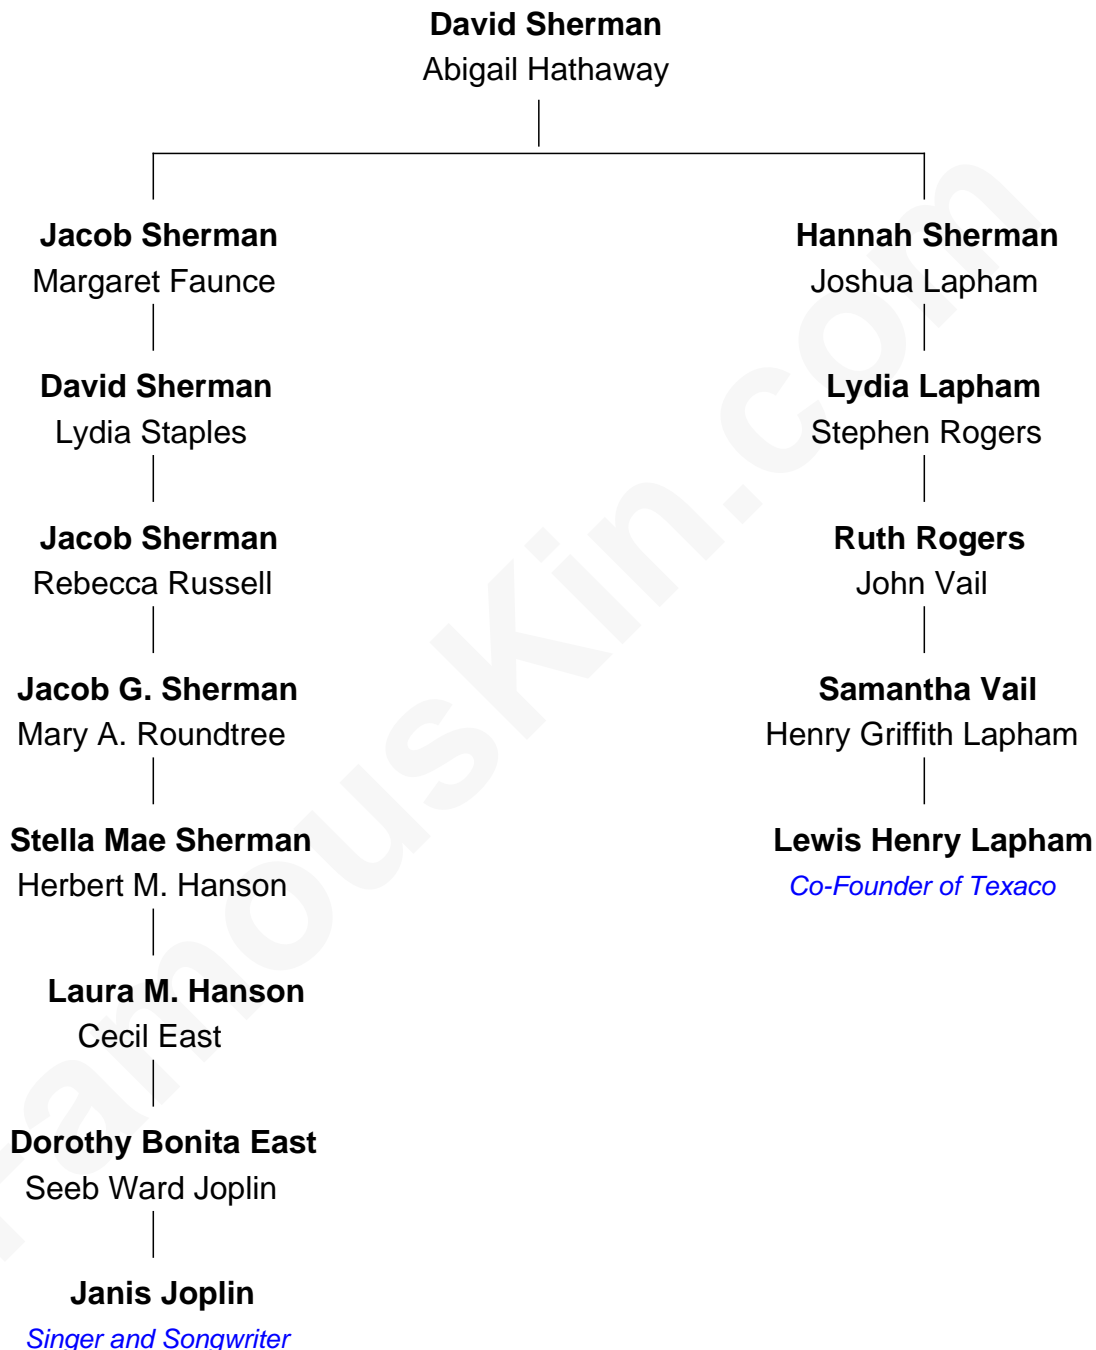 David Sherman
Abigail Hathaway
Jacob Sherman
Margaret Faunce
David Sherman
Lydia Staples
Jacob Sherman
Rebecca Russell
Jacob G. Sherman
Mary A. Roundtree
Stella Mae Sherman
Herbert M. Hanson
Laura M. Hanson
Cecil East
Dorothy Bonita East
Seeb Ward Joplin
Janis Joplin
Singer and Songwriter
Hannah Sherman
Joshua Lapham
Lydia Lapham
Stephen Rogers
Ruth Rogers
John Vail
Samantha Vail
Henry Griffith Lapham
Lewis Henry Lapham
Co-Founder of Texaco
FamousKin.com